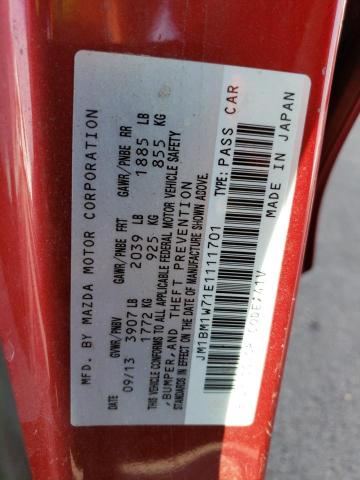 MFD. BY MAZDA MOTOR CORPORATION
GVWR/PNBV GAWR/PNBE FRT GAWR/PNBE RR
09/13 3907 LB 2039 LB 1885 LB
1772 KG 925 KG 855 KG
THIS VEHICLE CONFORMS TO ALL APPLICABLE FEDERAL MOTOR VEHICLE SAFETY
, BUMPER, AND THEFT PREVENTION
STANDARDS IN EFFECT ON THE DATE OF MANUFACTURE SHOWN ABOVE.
JM1BM1W71E1111701 TYPE: PASS CAR
MADE IN JAPAN